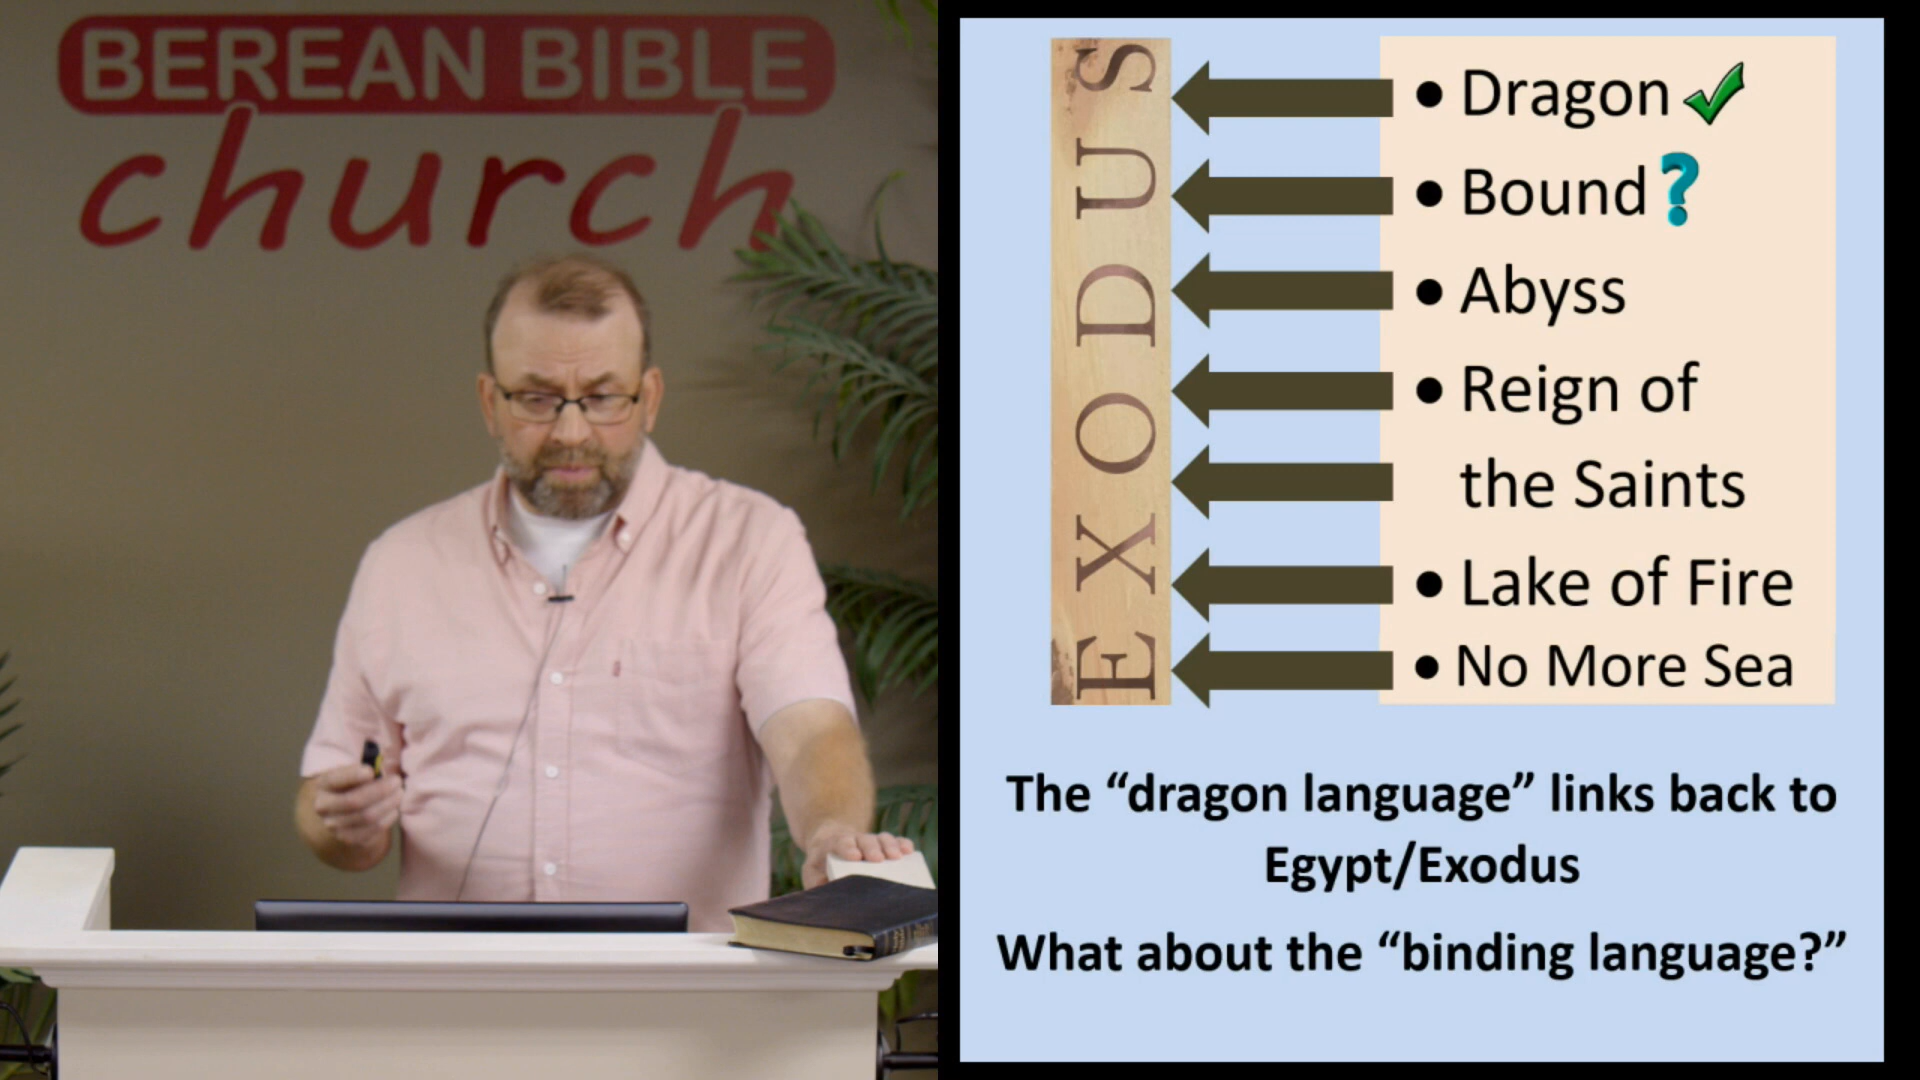 BEREAN BIBLE
church
EXODUS
• Dragon
• Bound ?
• Abyss
• Reign of
the Saints
• Lake of Fire
• No More Sea
The “dragon language” links back to
Egypt/Exodus
What about the “binding language?”